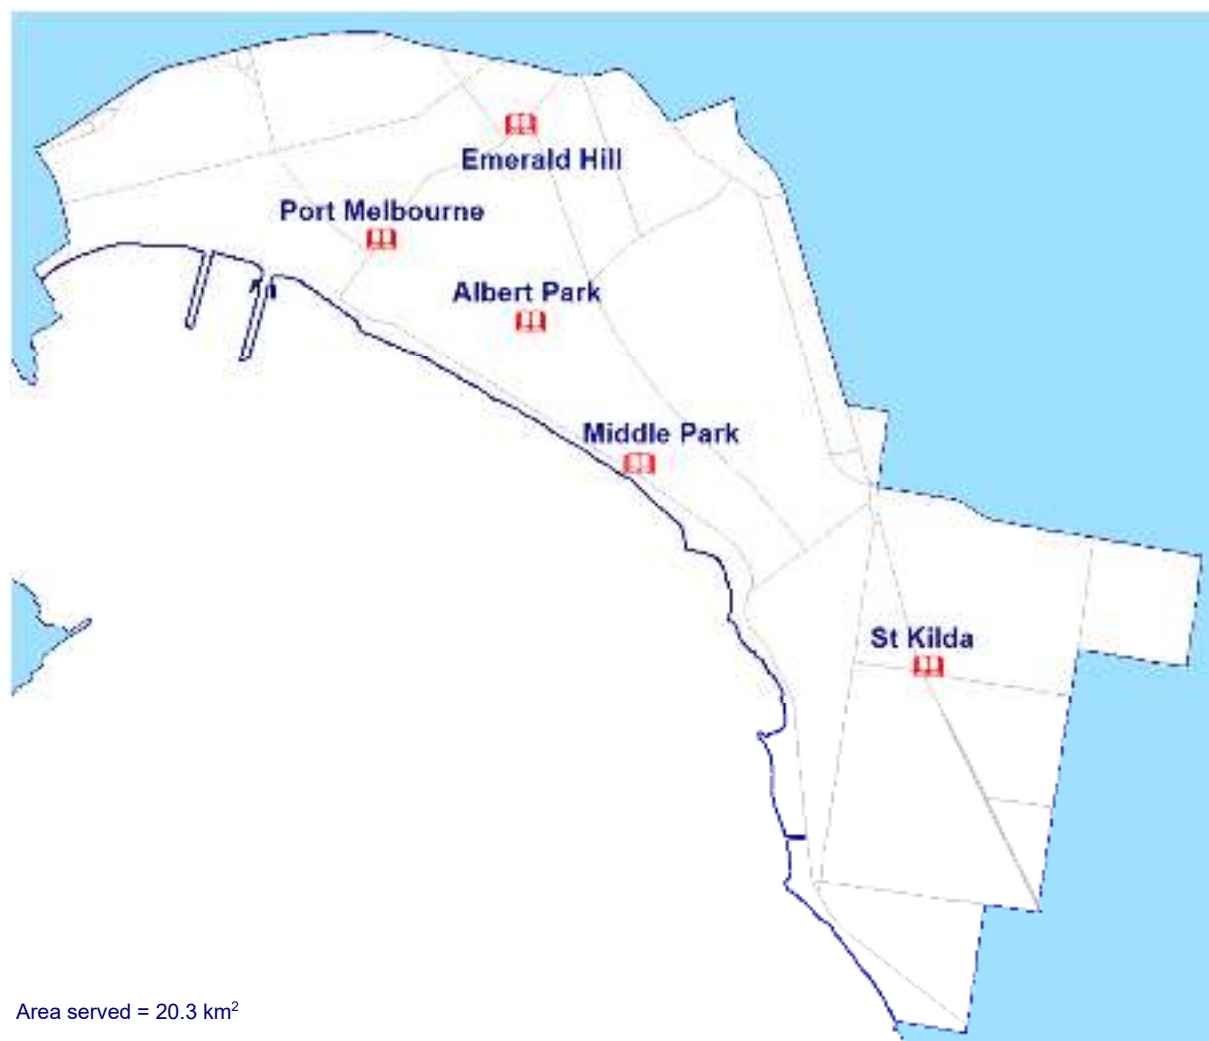 Emerald Hill
Port Melbourne
Albert Park
Middle Park
St Kilda
Area served = 20.3 km²